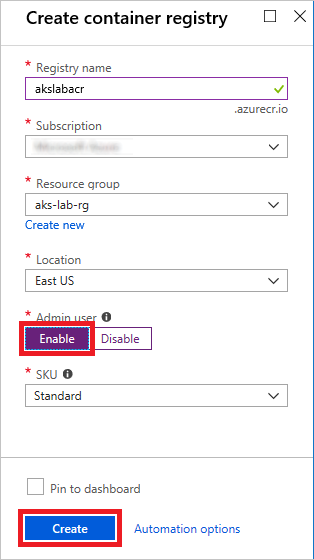 Create container registry
* Registry name
akslabacr
.azurecr.io
* Subscription
* Resource group
aks-lab-rg
Create new
* Location
East US
* Admin user
Enable Disable
* SKU
Standard
Pin to dashboard
Create Automation options